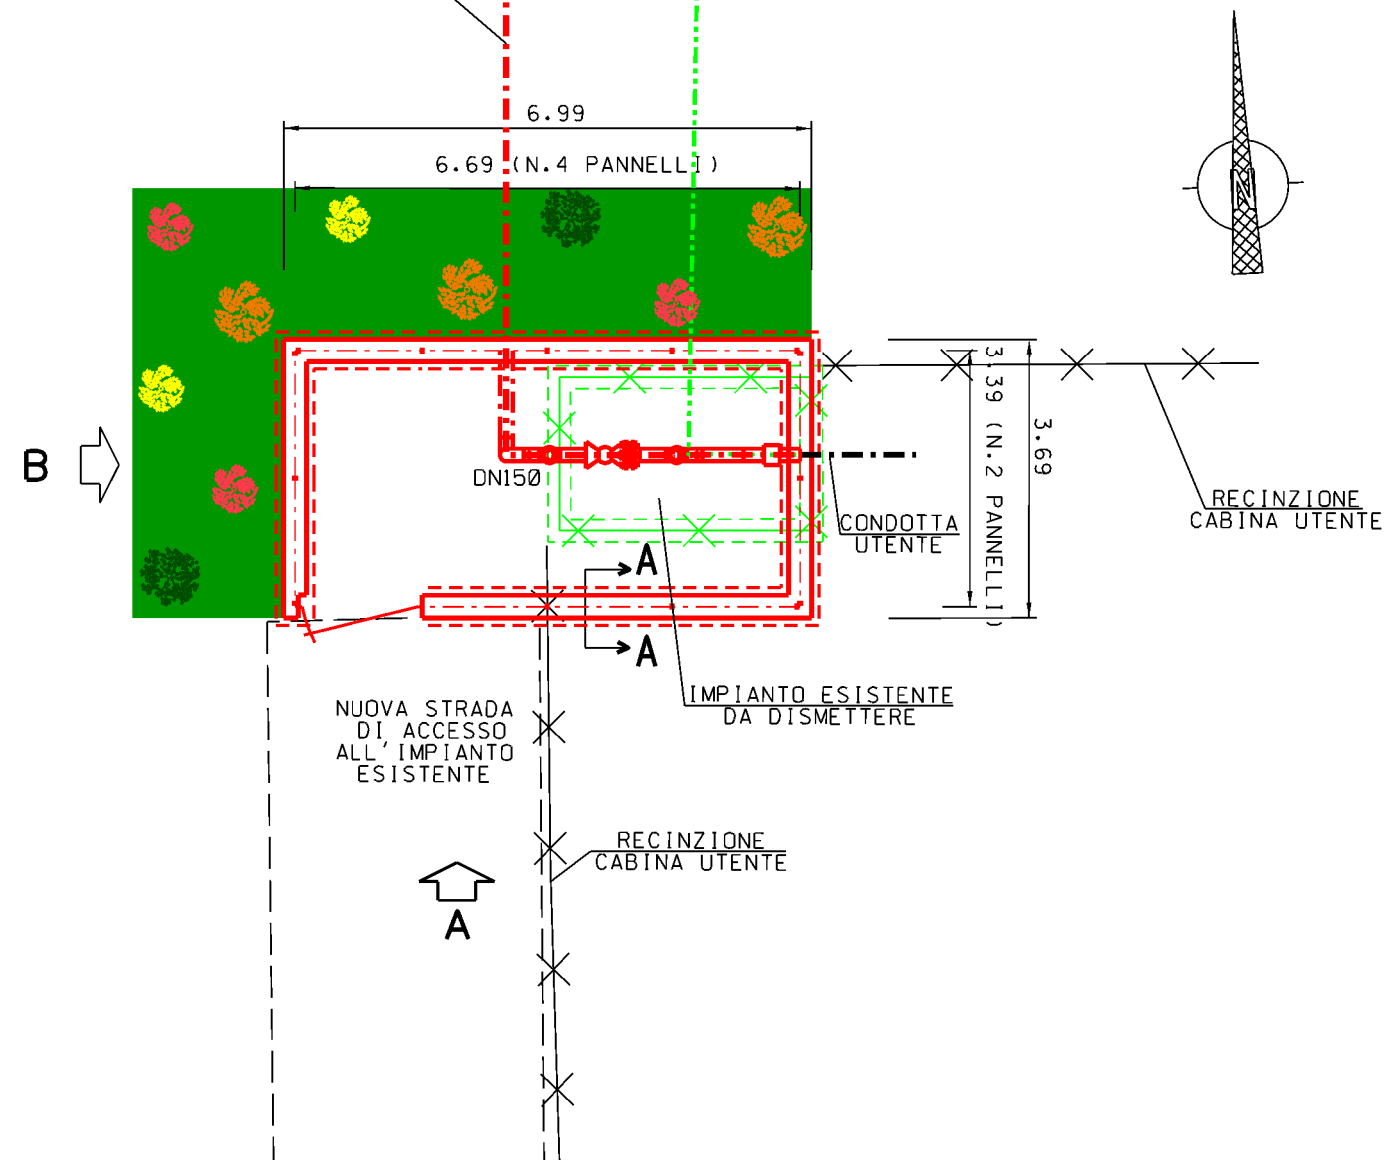 6.99
6.69 (N.4 PANNELLI)
N
3.39 (N.2 PANNELLI)
3.69
B
DN150
CONDOTTA
UTENTE
RECINZIONE
CABINA UTENTE
A
A
IMPIANTO ESISTENTE
DA DISMETTERE
NUOVA STRADA
DI ACCESSO
ALL'IMPIANTO
ESISTENTE
RECINZIONE
CABINA UTENTE
A